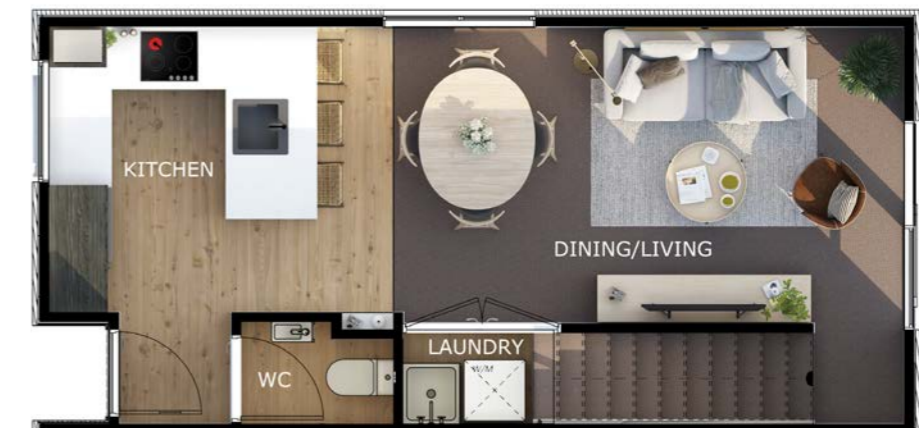 KITCHEN
DINING/LIVING
LAUNDRY
W/M
WC